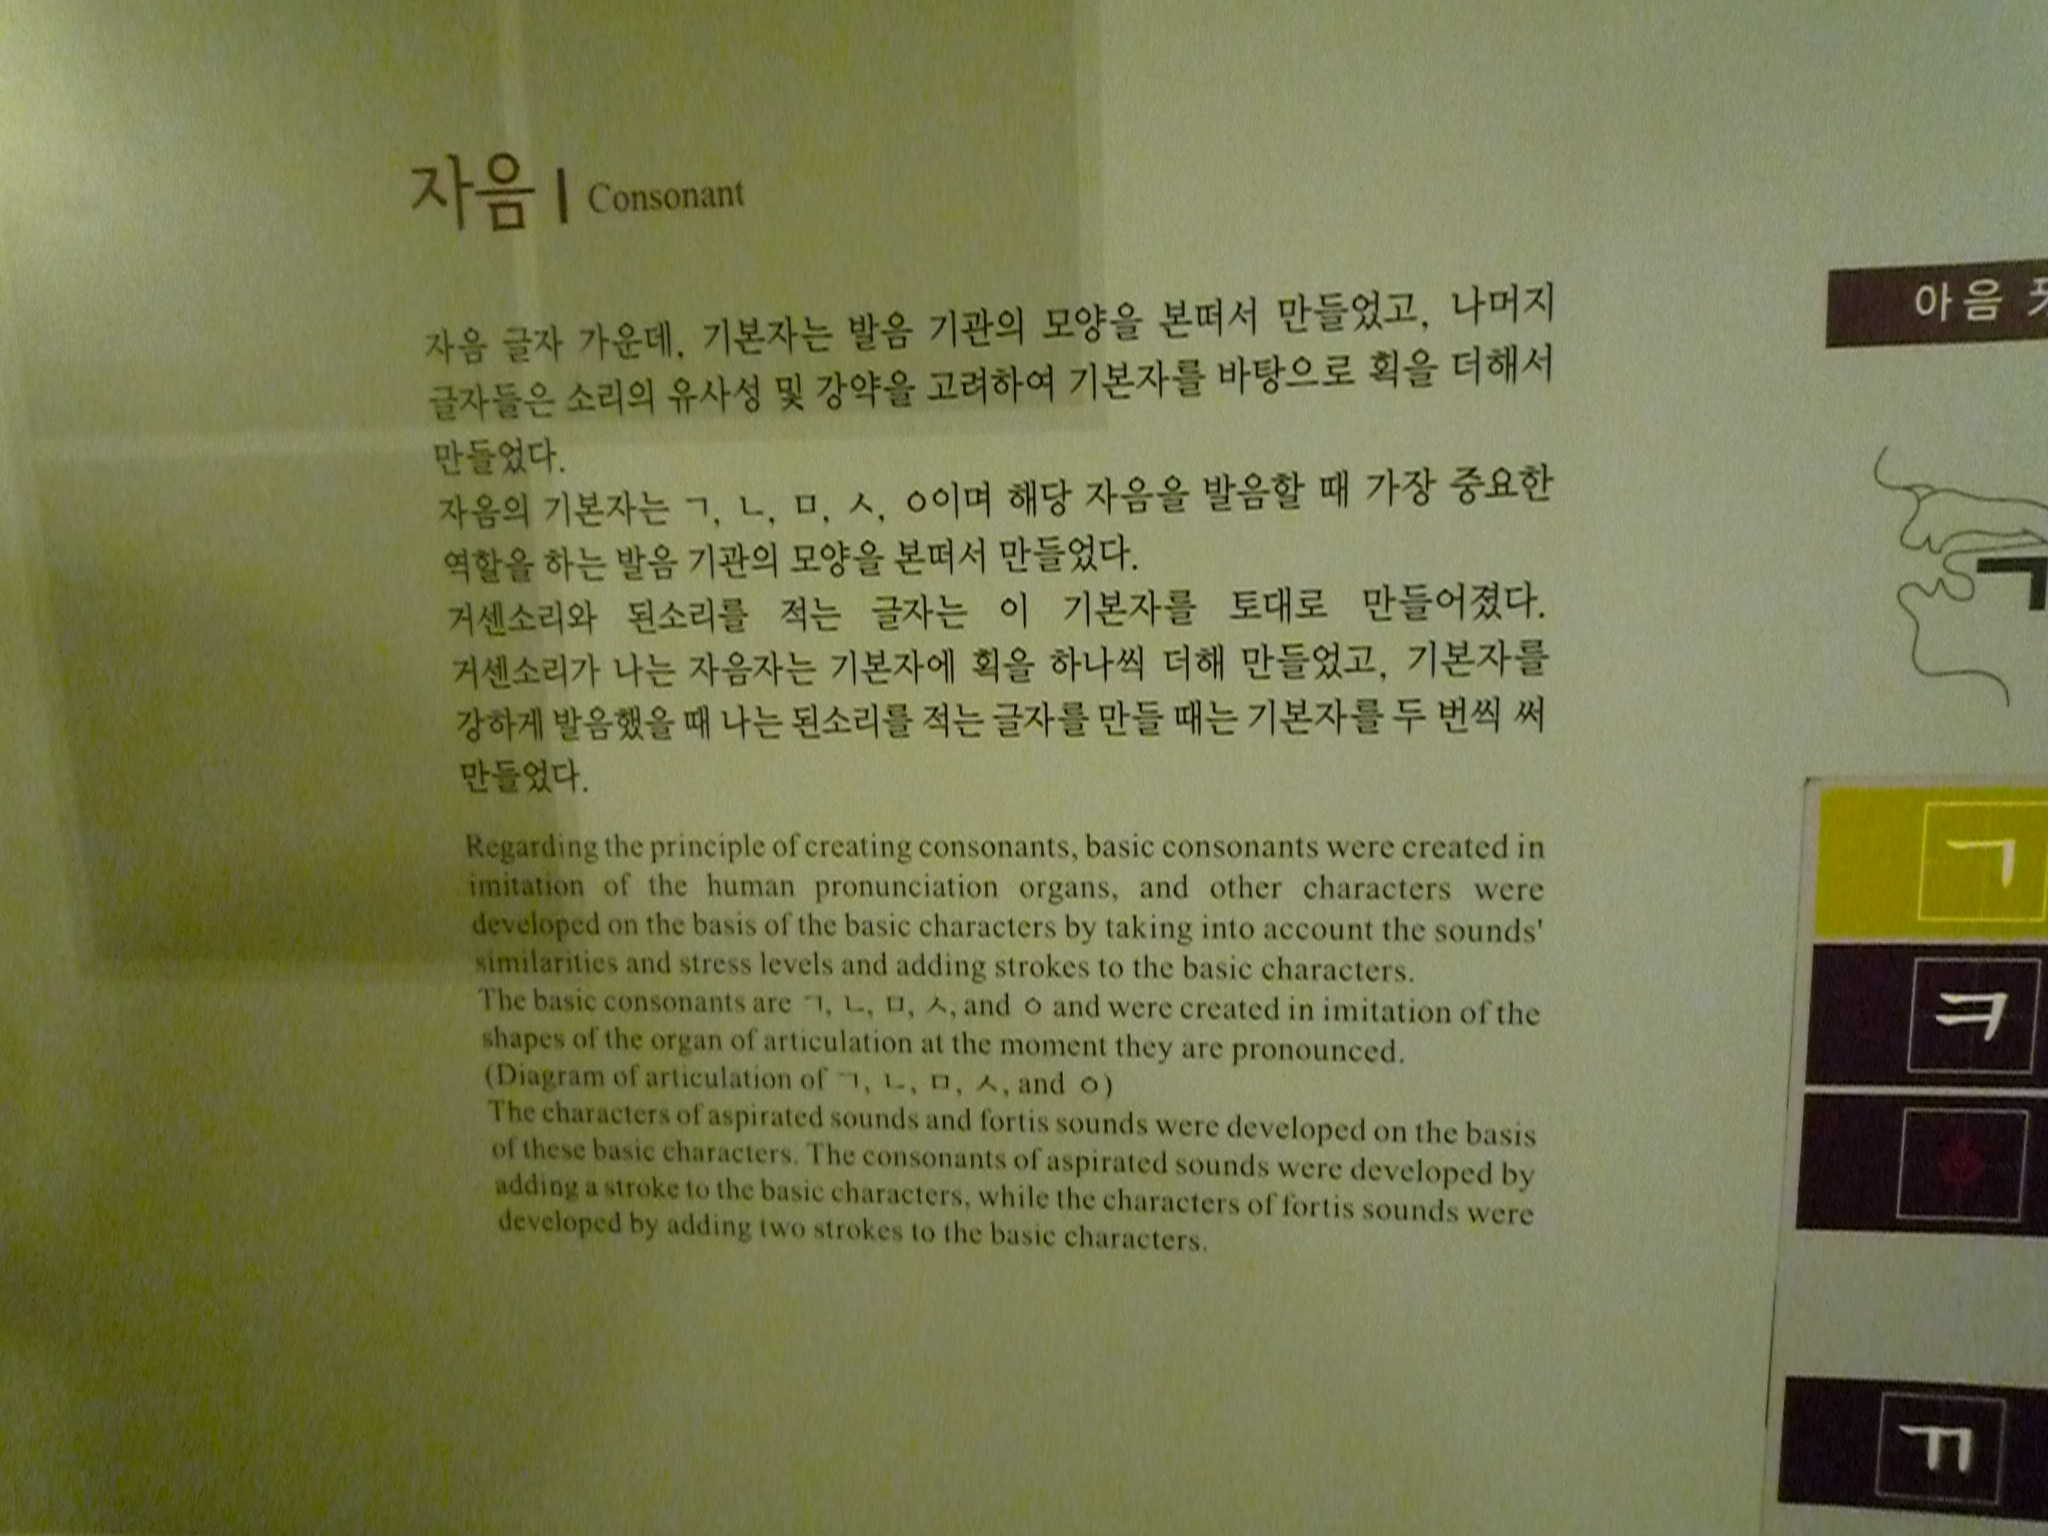 자음 | Consonant
자음 글자 가운데, 기본자는 발음 기관의 모양을 본떠서 만들었고, 나머지
글자들은 소리의 유사성 및 강약을 고려하여 기본자를 바탕으로 획을 더해서
만들었다.
자음의 기본자는 ㄱ, ㄴ, ㅁ, ㅅ, ㅇ이며 해당 자음을 발음할 때 가장 중요한
역할을 하는 발음 기관의 모양을 본떠서 만들었다.
거센소리와 된소리를 적는 글자는 이 기본자를 토대로 만들어졌다.
거센소리가 나는 자음자는 기본자에 획을 하나씩 더해 만들었고, 기본자를
강하게 발음했을 때 나는 된소리를 적는 글자를 만들 때는 기본자를 두 번씩 써
만들었다.
Regarding the principle of creating consonants, basic consonants were created in
imitation of the human pronunciation organs, and other characters were
developed on the basis of the basic characters by taking into account the sounds'
similarities and stress levels and adding strokes to the basic characters.
The basic consonants are ㄱ, ㄴ, ㅁ, ㅅ, and ㅇ and were created in imitation of the
shapes of the organ of articulation at the moment they are pronounced.
(Diagram of articulation of ㄱ, ㄴ, ㅁ, ㅅ, and ㅇ)
The characters of aspirated sounds and fortis sounds were developed on the basis
of these basic characters. The consonants of aspirated sounds were developed by
adding a stroke to the basic characters, while the characters of fortis sounds were
developed by adding two strokes to the basic characters.
아음
ㄱ
ㄱ
ㅋ
ㄲ